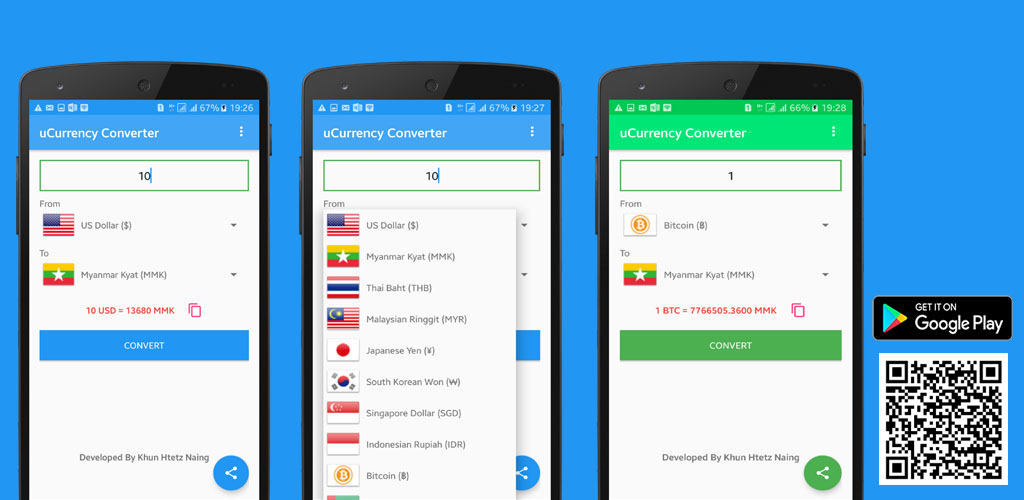 67% 19:26
uCurrency Converter
10
From
US Dollar ($)
To
Myanmar Kyat (MMK)
10 USD = 13680 MMK
CONVERT
Developed By Khun Htetz Naing
67% 19:27
uCurrency Converter
10
From
US Dollar ($)
Myanmar Kyat (MMK)
Thai Baht (THB)
Malaysian Ringgit (MYR)
Japanese Yen (¥)
South Korean Won (₩)
Singapore Dollar (SGD)
Indonesian Rupiah (IDR)
Bitcoin (฿)
66% 19:28
uCurrency Converter
1
From
Bitcoin (฿)
To
Myanmar Kyat (MMK)
1 BTC = 7766505.3600 MMK
CONVERT
Developed By Khun Htetz Naing
GET IT ON
Google Play